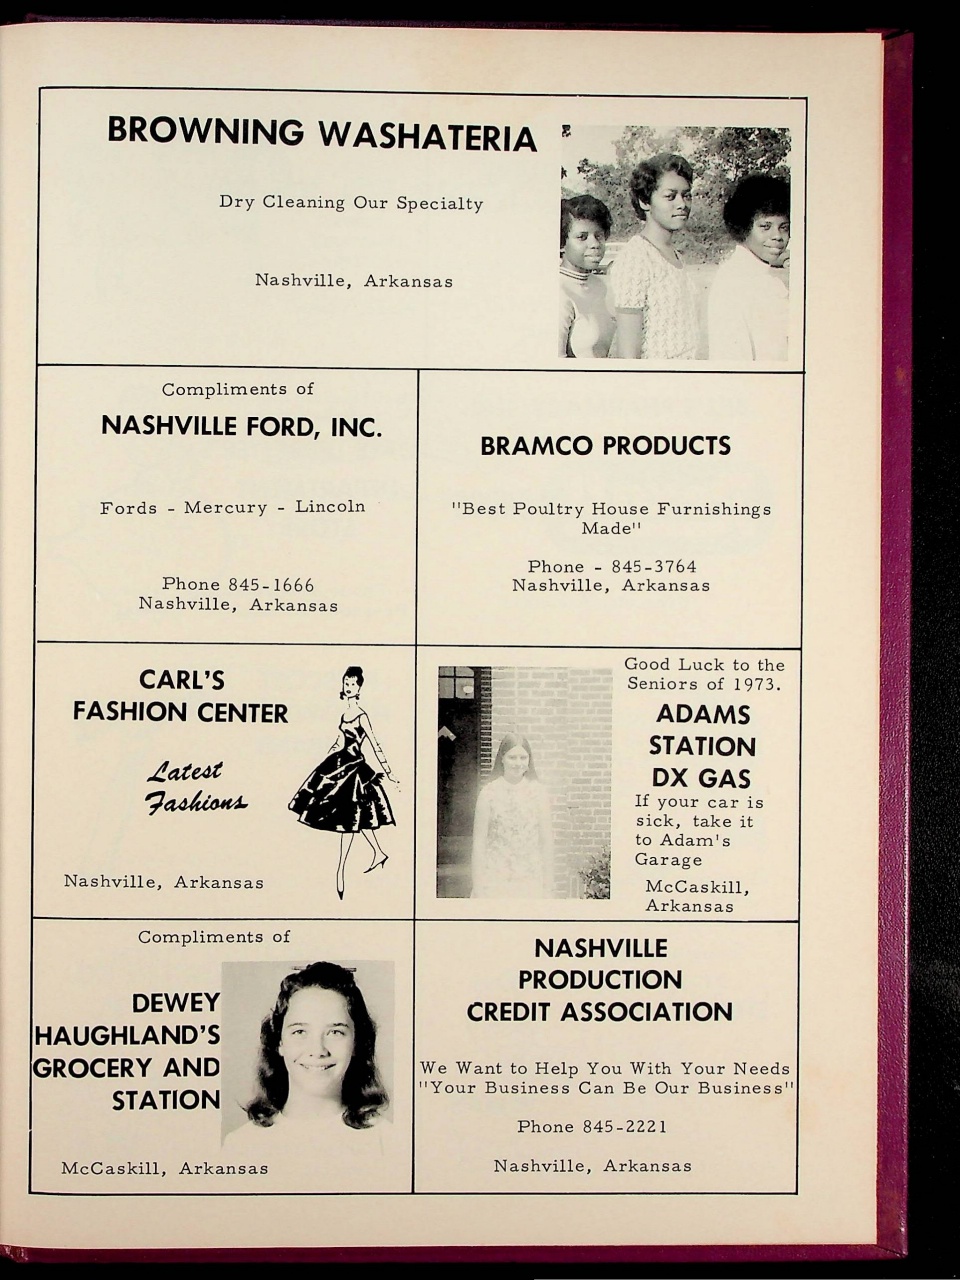 BROWNING WASHATERIA
Dry Cleaning Our Specialty
Nashville, Arkansas
Compliments of
NASHVILLE FORD, INC.
Fords - Mercury - Lincoln
Phone 845-1666
Nashville, Arkansas
BRAMCO PRODUCTS
"Best Poultry House Furnishings
Made"
Phone - 845-3764
Nashville, Arkansas
CARL'S
FASHION CENTER
Latest
Fashions
Nashville, Arkansas
Good Luck to the
Seniors of 1973.
ADAMS
STATION
DX GAS
If your car is
sick, take it
to Adam's
Garage
McCaskill,
Arkansas
Compliments of
DEWEY
HAUGHLAND'S
GROCERY AND
STATION
McCaskill, Arkansas
NASHVILLE
PRODUCTION
CREDIT ASSOCIATION
We Want to Help You With Your Needs
"Your Business Can Be Our Business"
Phone 845-2221
Nashville, Arkansas